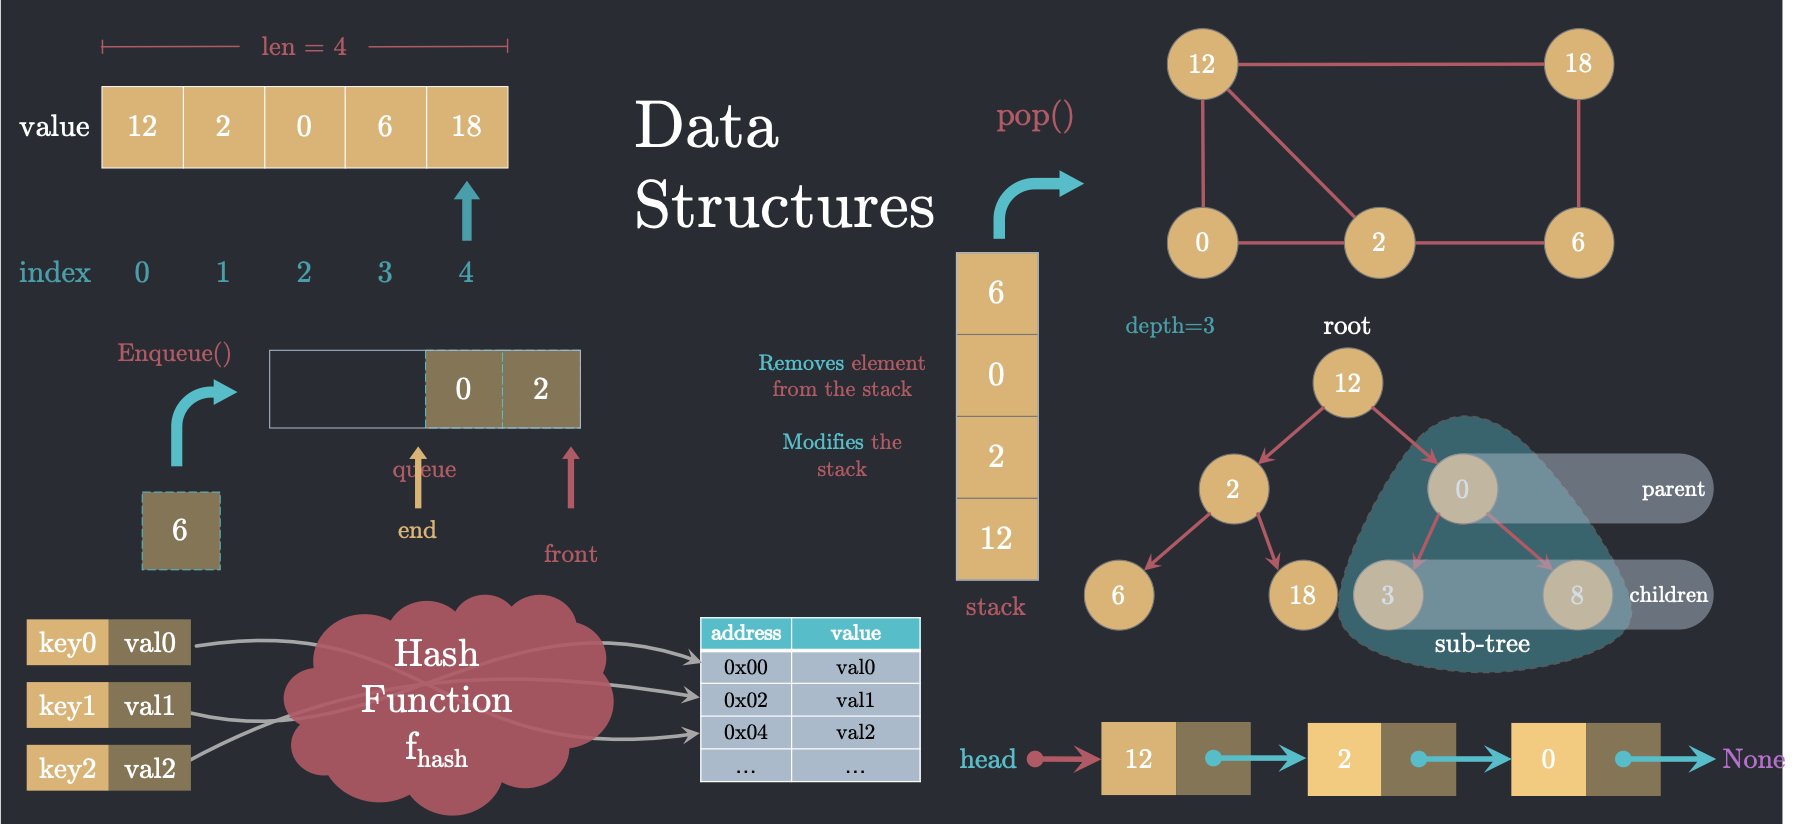 len = 4
value 12 2 0 6 18
index 0 1 2 3 4
Data
Structures
Enqueue()
0 2
queue
6
end
front
pop()
6
0
2
12
stack
Removes element
from the stack
Modifies the
stack
12 18
0 2 6
depth=3
root
12
2 0 parent
6 18 3 8 children
sub-tree
key0 val0
key1 val1
key2 val2
Hash
Function
fhash
address value
0x00 val0
0x02 val1
0x04 val2
... ...
head 12 2 0 None